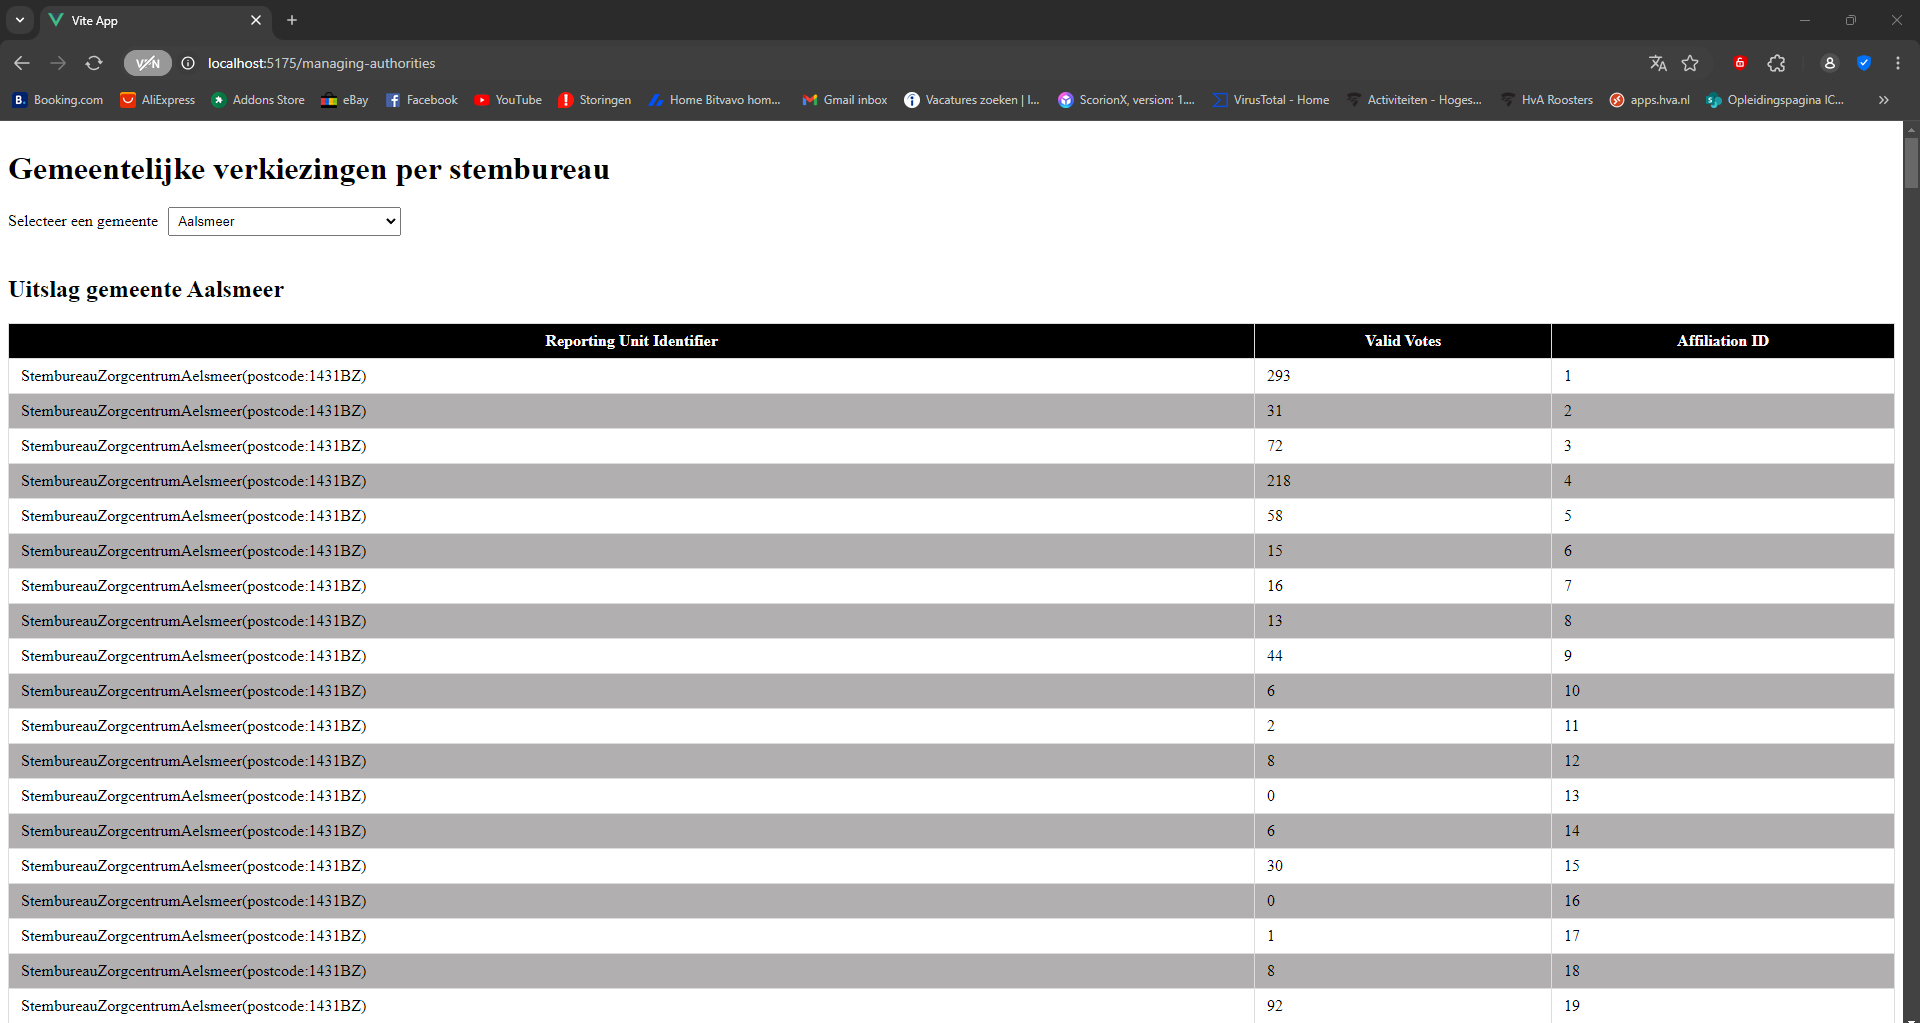 Vite App
VPN
localhost:5175/managing-authorities
Booking.com AliExpress Addons Store eBay Facebook YouTube Storingen Home Bitvavo hom... Gmail inbox Vacatures zoeken | I... ScorionX, version: 1.... VirusTotal - Home Activiteiten - Hoges... HvA Roosters apps.hva.nl Opleidingspagina IC...
Gemeentelijke verkiezingen per stembureau
Selecteer een gemeente Aalsmeer
Uitslag gemeente Aalsmeer
Reporting Unit Identifier Valid Votes Affiliation ID
StembureauZorgcentrumAelsmeer(postcode:1431BZ) 293 1
StembureauZorgcentrumAelsmeer(postcode:1431BZ) 31 2
StembureauZorgcentrumAelsmeer(postcode:1431BZ) 72 3
StembureauZorgcentrumAelsmeer(postcode:1431BZ) 218 4
StembureauZorgcentrumAelsmeer(postcode:1431BZ) 58 5
StembureauZorgcentrumAelsmeer(postcode:1431BZ) 15 6
StembureauZorgcentrumAelsmeer(postcode:1431BZ) 16 7
StembureauZorgcentrumAelsmeer(postcode:1431BZ) 13 8
StembureauZorgcentrumAelsmeer(postcode:1431BZ) 44 9
StembureauZorgcentrumAelsmeer(postcode:1431BZ) 6 10
StembureauZorgcentrumAelsmeer(postcode:1431BZ) 2 11
StembureauZorgcentrumAelsmeer(postcode:1431BZ) 8 12
StembureauZorgcentrumAelsmeer(postcode:1431BZ) 0 13
StembureauZorgcentrumAelsmeer(postcode:1431BZ) 6 14
StembureauZorgcentrumAelsmeer(postcode:1431BZ) 30 15
StembureauZorgcentrumAelsmeer(postcode:1431BZ) 0 16
StembureauZorgcentrumAelsmeer(postcode:1431BZ) 1 17
StembureauZorgcentrumAelsmeer(postcode:1431BZ) 8 18
StembureauZorgcentrumAelsmeer(postcode:1431BZ) 92 19